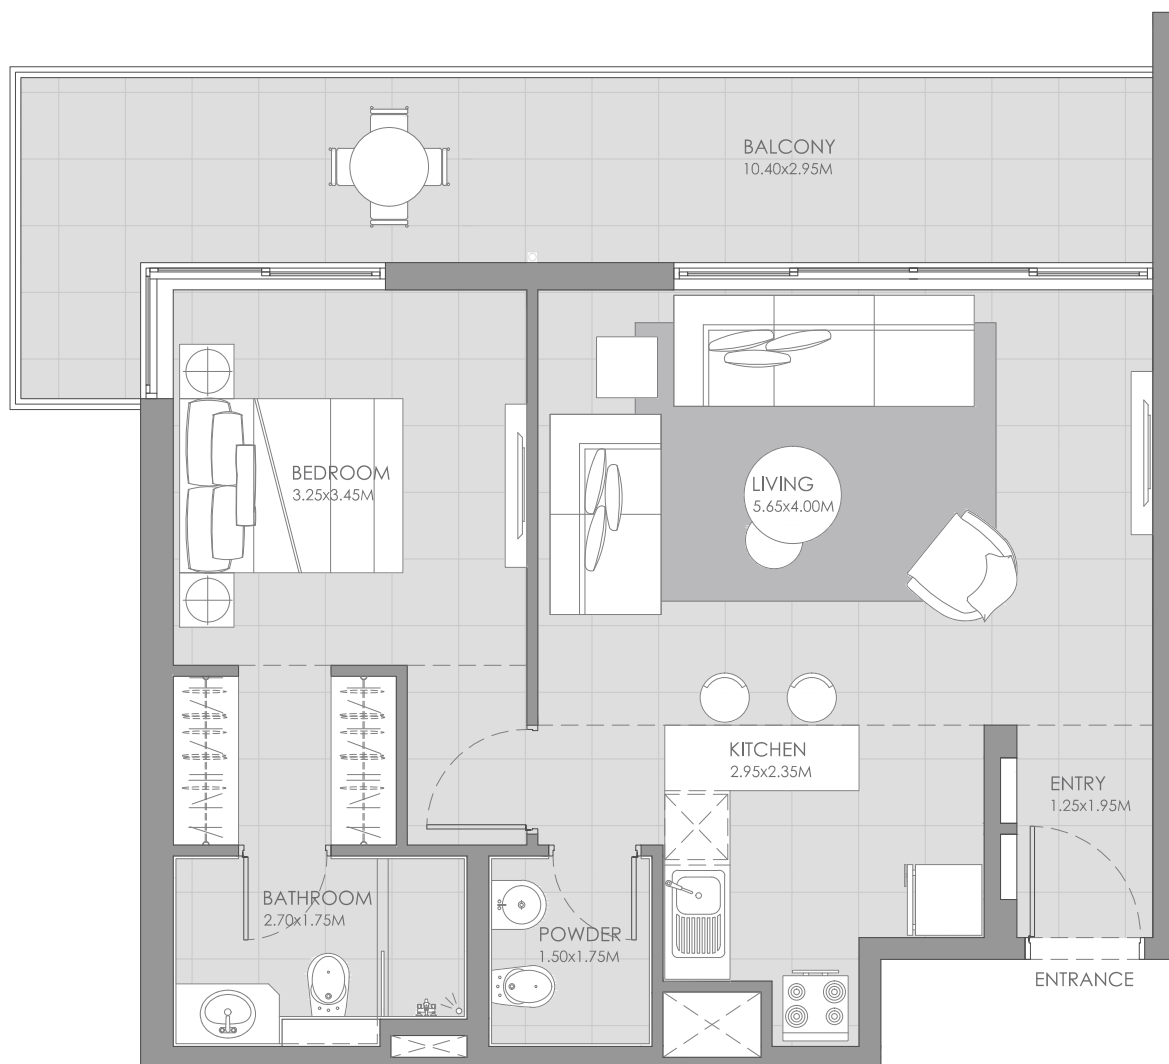 BALCONY
10.40x2.95M
BEDROOM
3.25x3.45M
LIVING
5.65x4.00M
KITCHEN
2.95x2.35M
ENTRY
1.25x1.95M
BATHROOM
2.70x1.75M
POWDER
1.50x1.75M
ENTRANCE